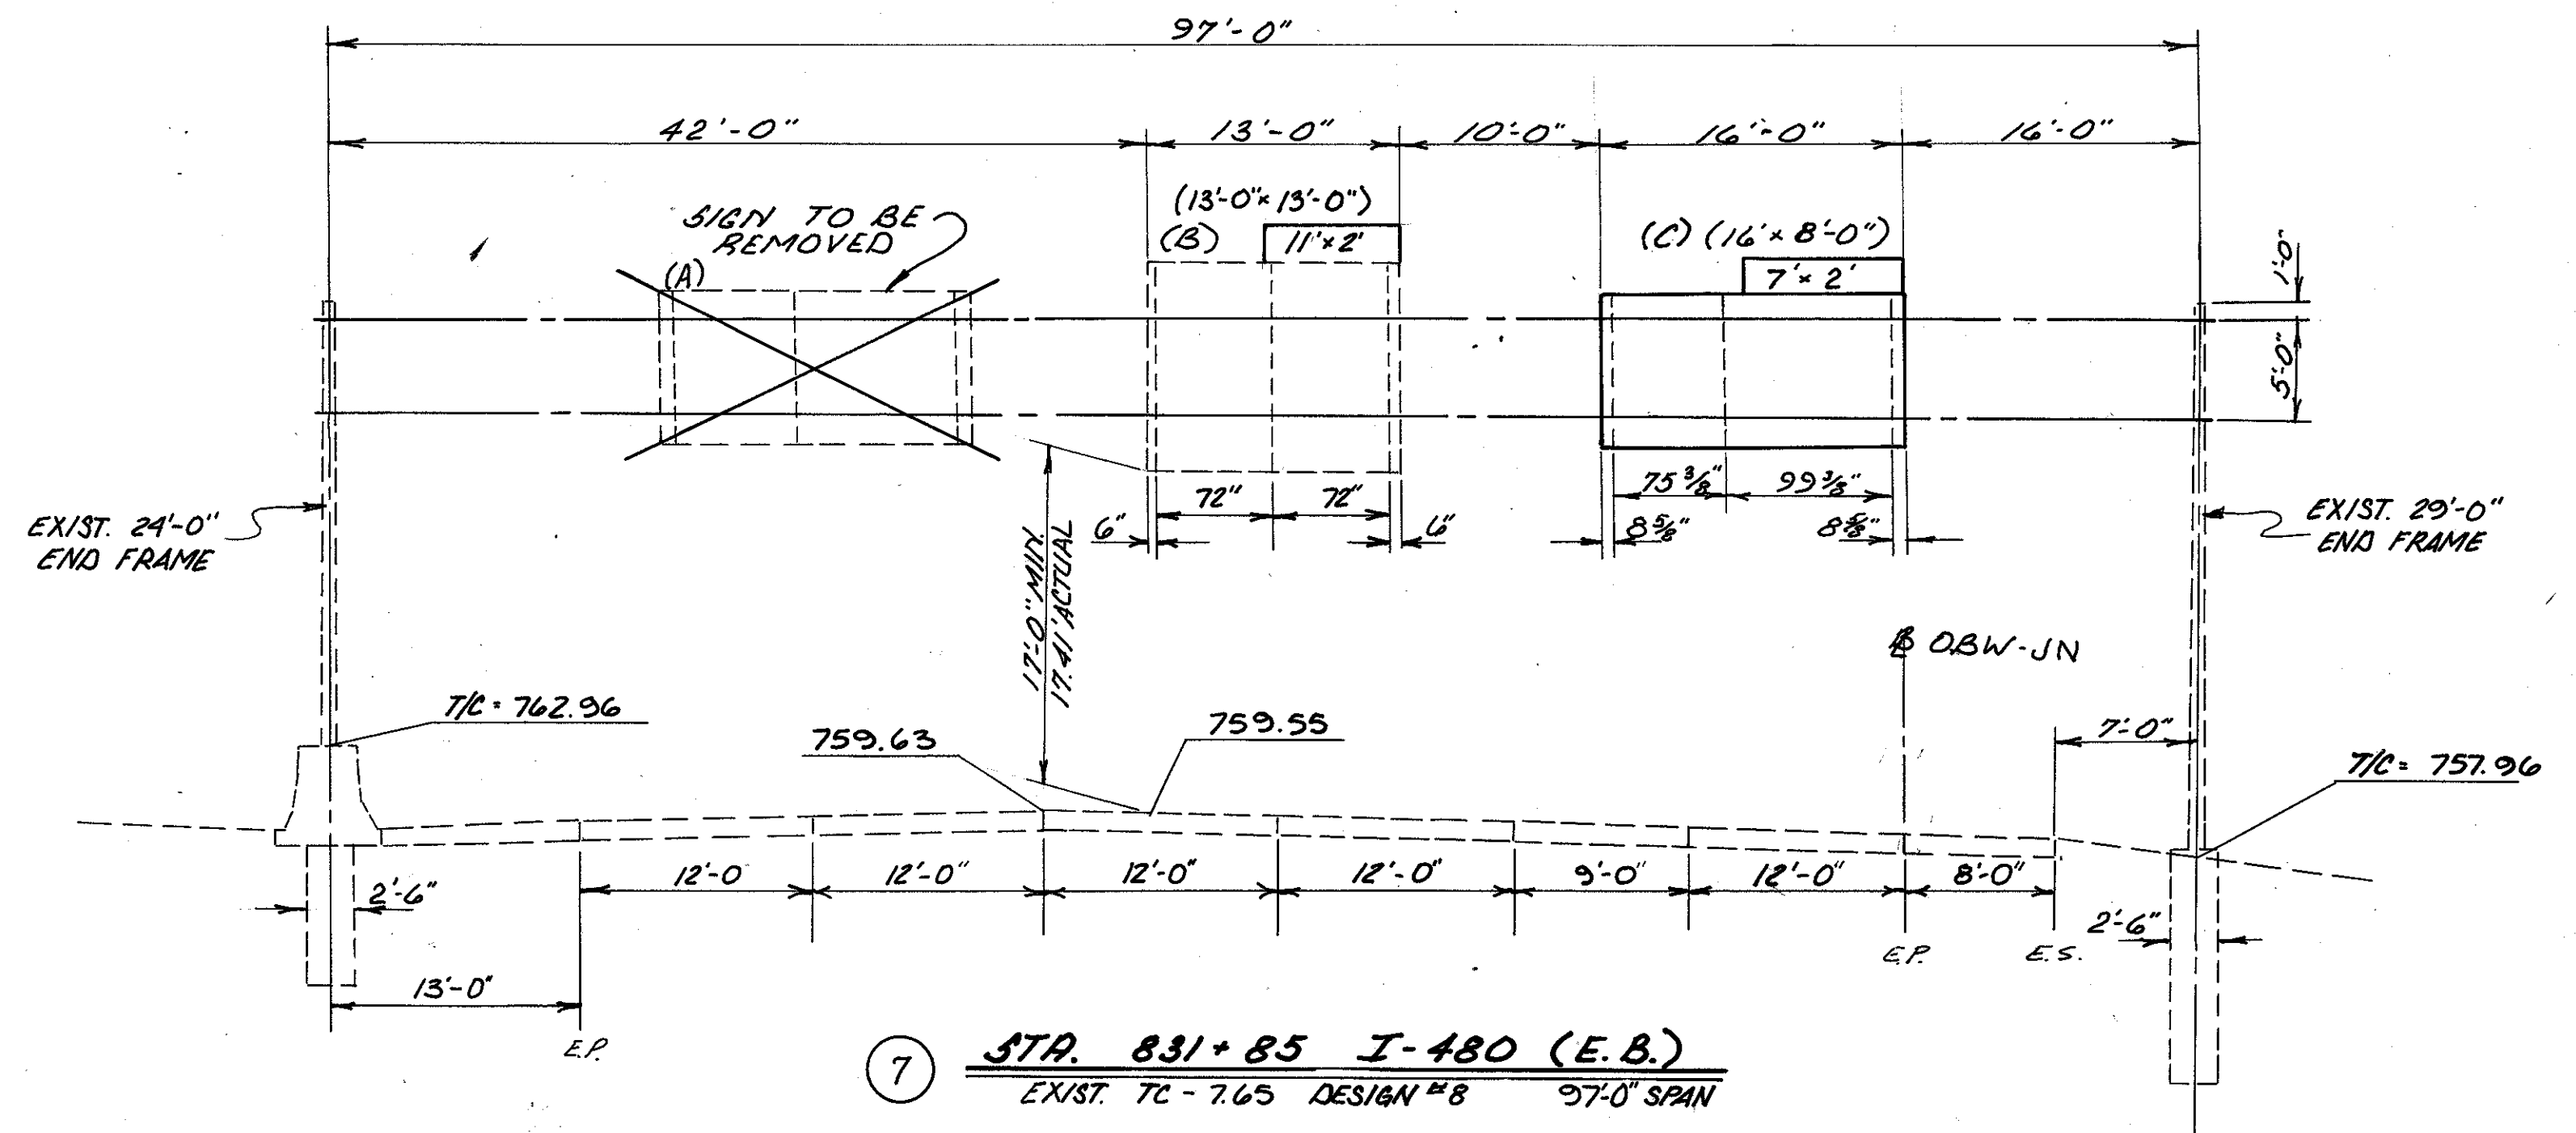 97'-0"
42'-0"
13'-0"
10'-0"
16'-0"
16'-0"
(13'-0"x 13'-0")
SIGN TO BE
REMOVED
(A)
(B)
11'x 2'
(C) (16'x 8'-0")
7'x 2'
1'-0"
5'-0"
72"
72"
6"
6"
75 3/8"
99 3/8"
8 5/8"
8 5/8"
EXIST. 24'-0"
END FRAME
EXIST. 29'-0"
END FRAME
17'-0" MIN.
17.41' ACTUAL
B OBW-JN
T/C = 762.96
759.63
759.55
7'-0"
T/C = 757.96
12'-0
12'-0"
12'-0"
12'-0"
9'-0"
12'-0"
8'-0"
2'-6"
2'-6"
E.P.
E.S.
13'-0"
E.P.
7
STA. 831+85 I-480 (E.B.)
EXIST. TC-7.65 DESIGN #8 97'-0" SPAN